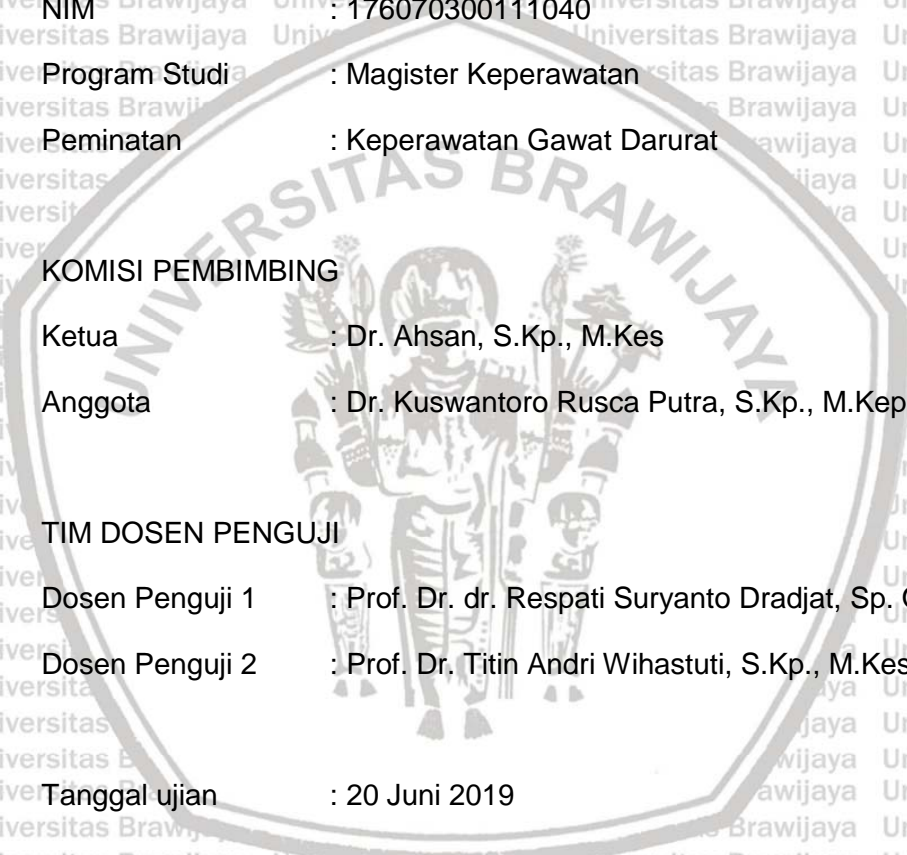 NIM : 176070300111040
Program Studi : Magister Keperawatan
Peminatan : Keperawatan Gawat Darurat
UNIVERSITAS BRAWIJAYA
KOMISI PEMBIMBING
Ketua : Dr. Ahsan, S.Kp., M.Kes
Anggota : Dr. Kuswantoro Rusca Putra, S.Kp., M.Kep
TIM DOSEN PENGUJI
Dosen Penguji 1 : Prof. Dr. dr. Respati Suryanto Dradjat, Sp.
Dosen Penguji 2 : Prof. Dr. Titin Andri Wihastuti, S.Kp., M.Kes
Tanggal ujian : 20 Juni 2019